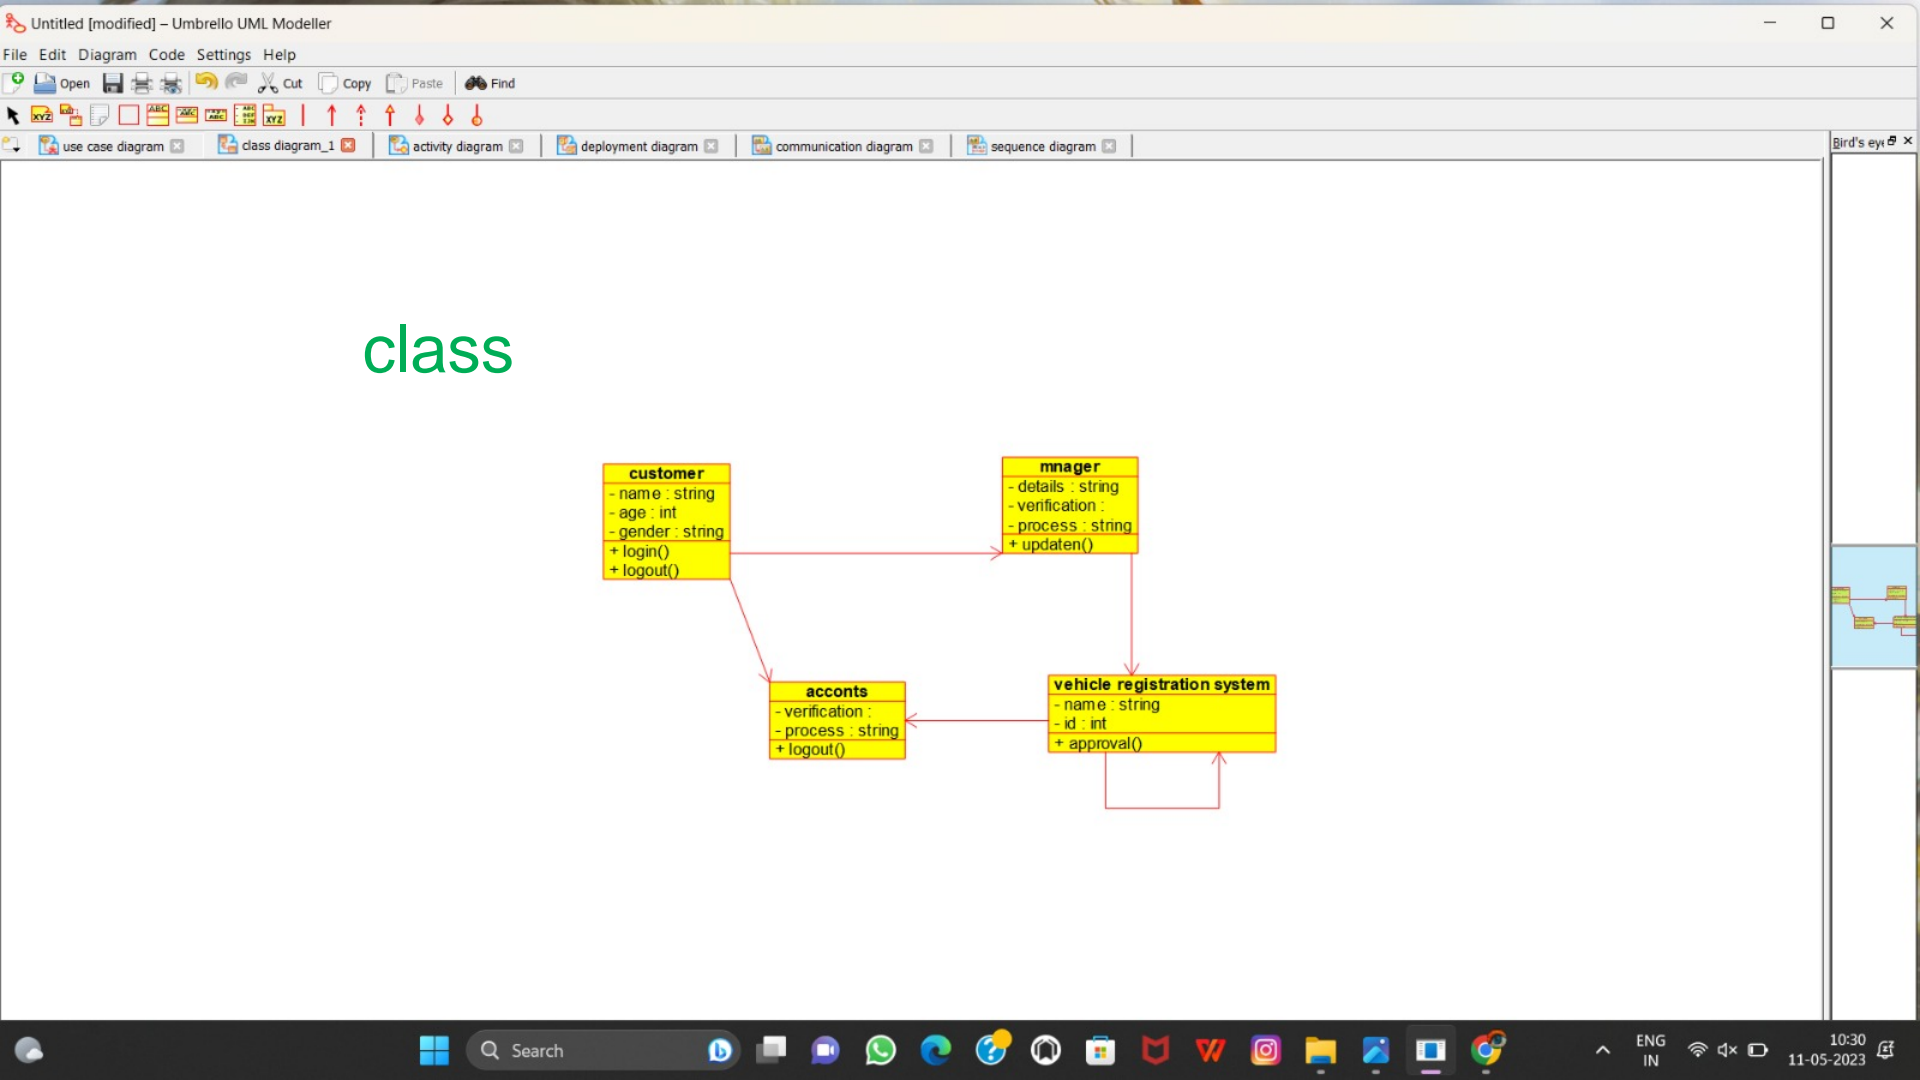 Untitled [modified] – Umbrello UML Modeller
File Edit Diagram Code Settings Help
Open Cut Copy Paste Find
use case diagram class diagram_1 activity diagram deployment diagram communication diagram sequence diagram
Bird's eye
class
customer
- name : string
- age : int
- gender : string
+ login()
+ logout()
mnager
- details : string
- verification :
- process : string
+ updaten()
acconts
- verification :
- process : string
+ logout()
vehicle registration system
- name : string
- id : int
+ approval()
Search
ENG
IN
10:30
11-05-2023